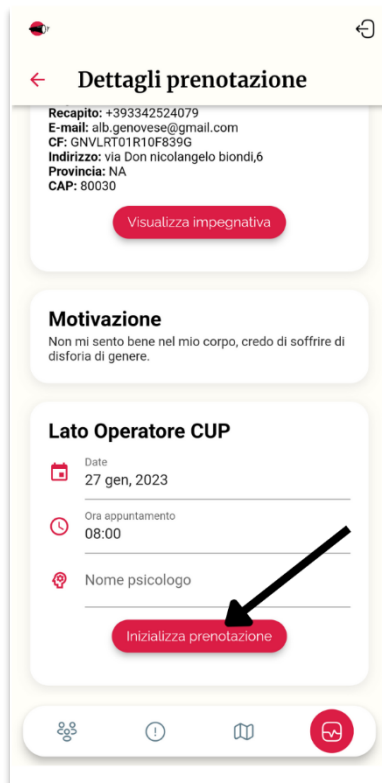 Dettagli prenotazione
Recapito: +393342524079
E-mail: alb.genovese@gmail.com
CF: GNVLRT01R10F839G
Indirizzo: via Don nicolangelo biondi,6
Provincia: NA
CAP: 80030
Visualizza impegnativa
Motivazione
Non mi sento bene nel mio corpo, credo di soffrire di
disforia di genere.
Lato Operatore CUP
Date
27 gen, 2023
Ora appuntamento
08:00
Nome psicologo
Inizializza prenotazione